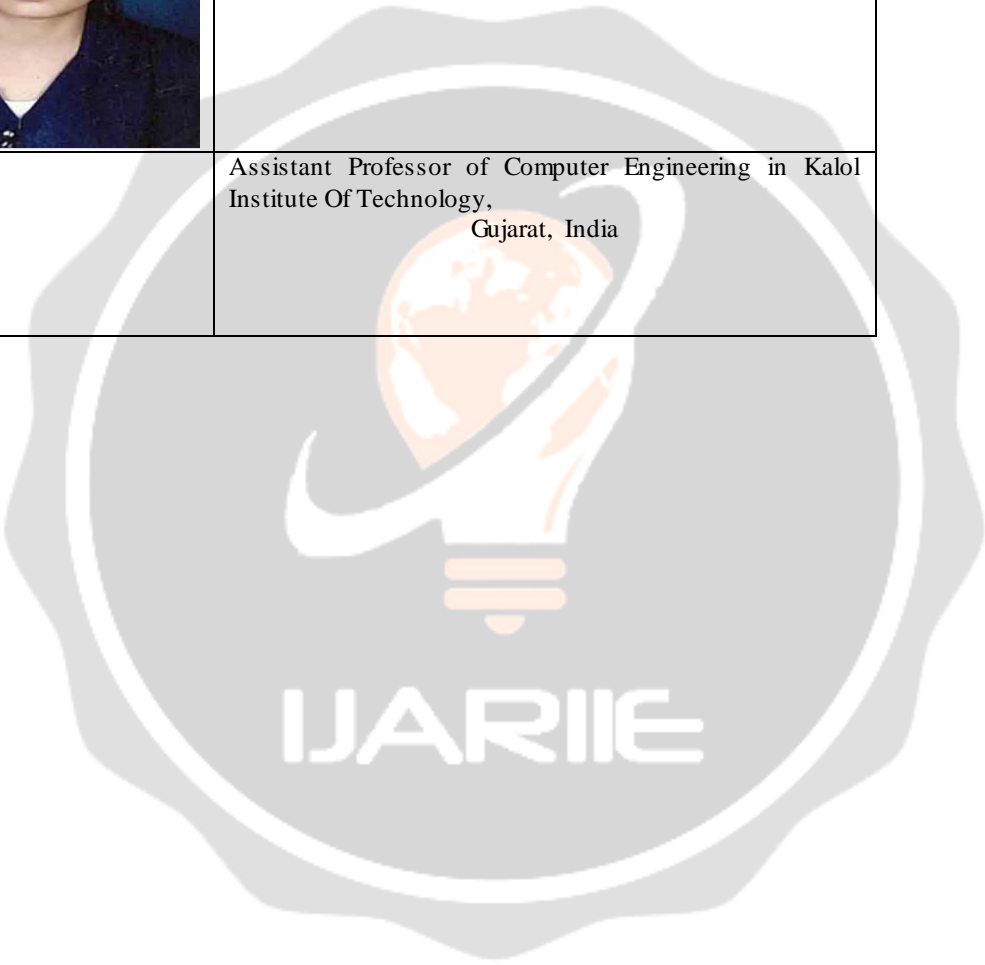 Assistant Professor of Computer Engineering in Kalol
Institute Of Technology,
Gujarat, India
IJARIIE